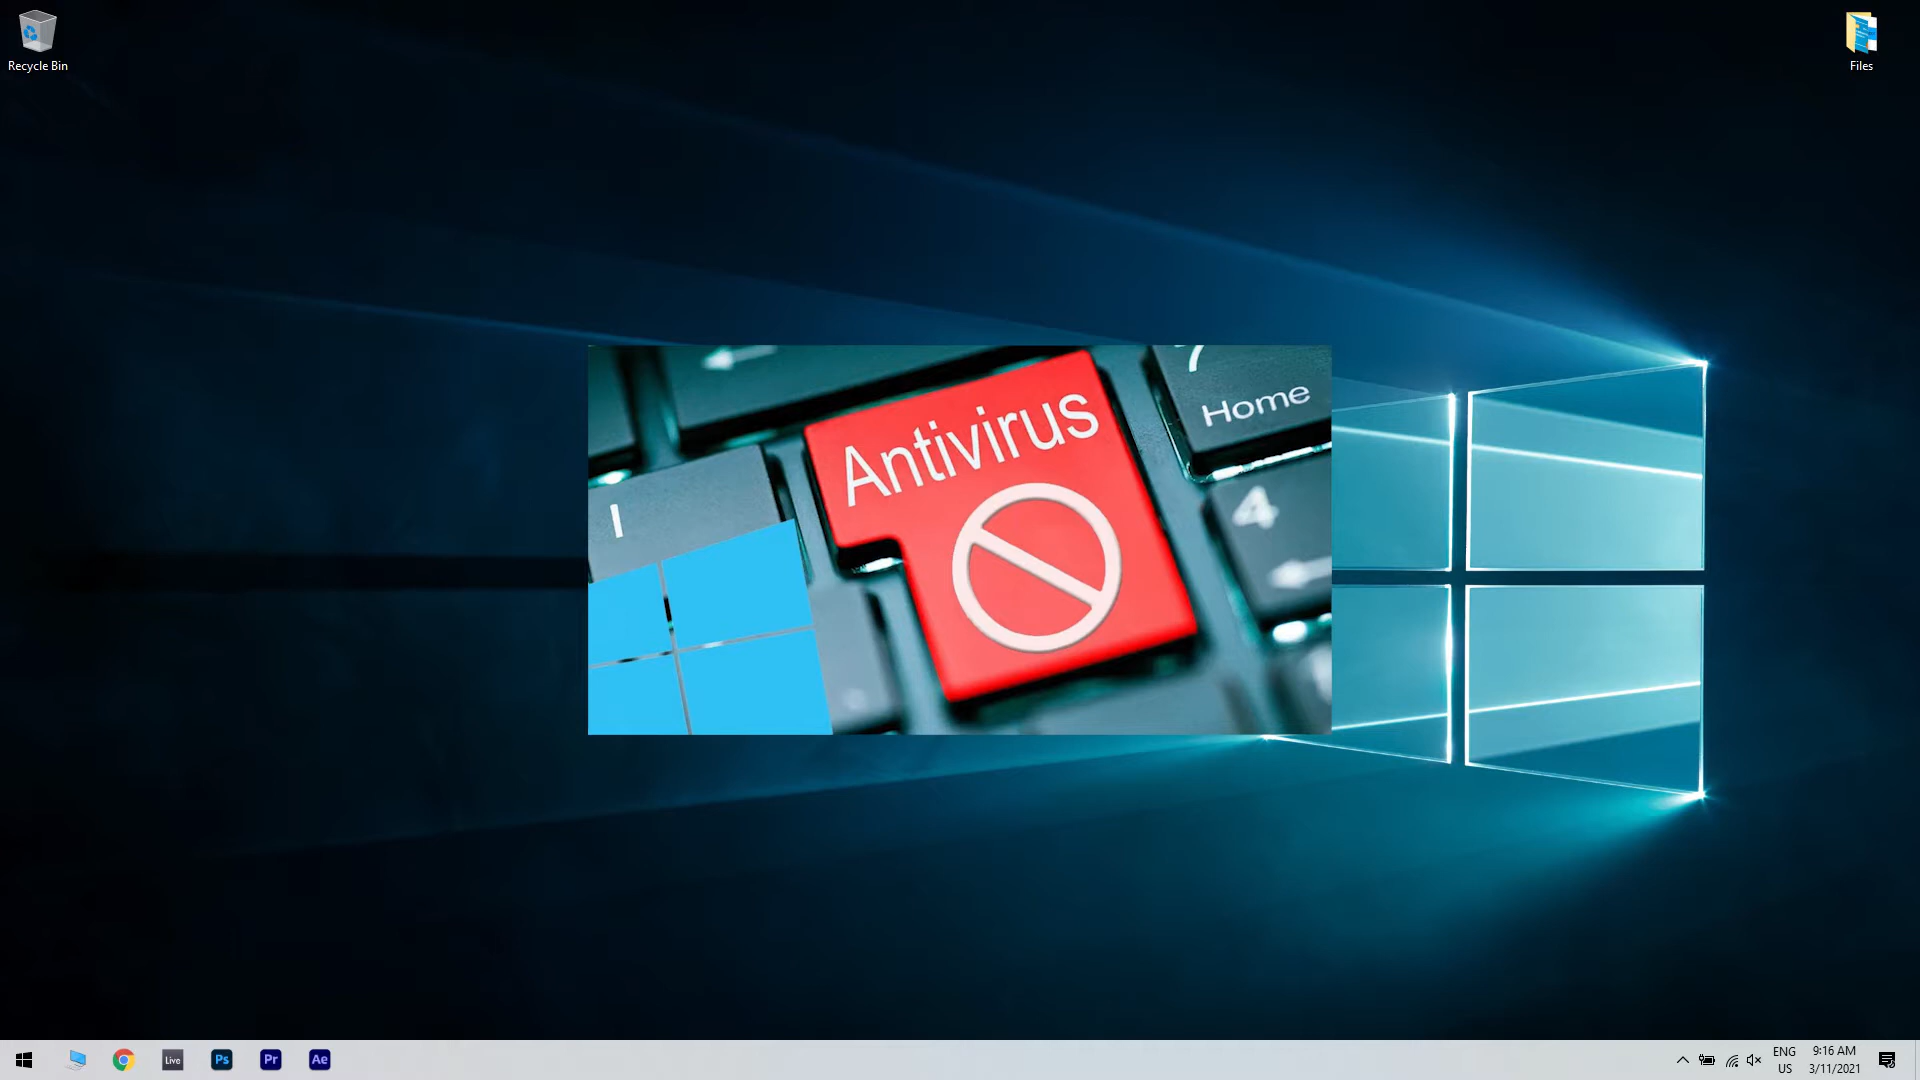 Recycle Bin
Files
Antivirus
7
Home
4
Live
Ps
Pr
Ae
ENG
US
9:16 AM
3/11/2021